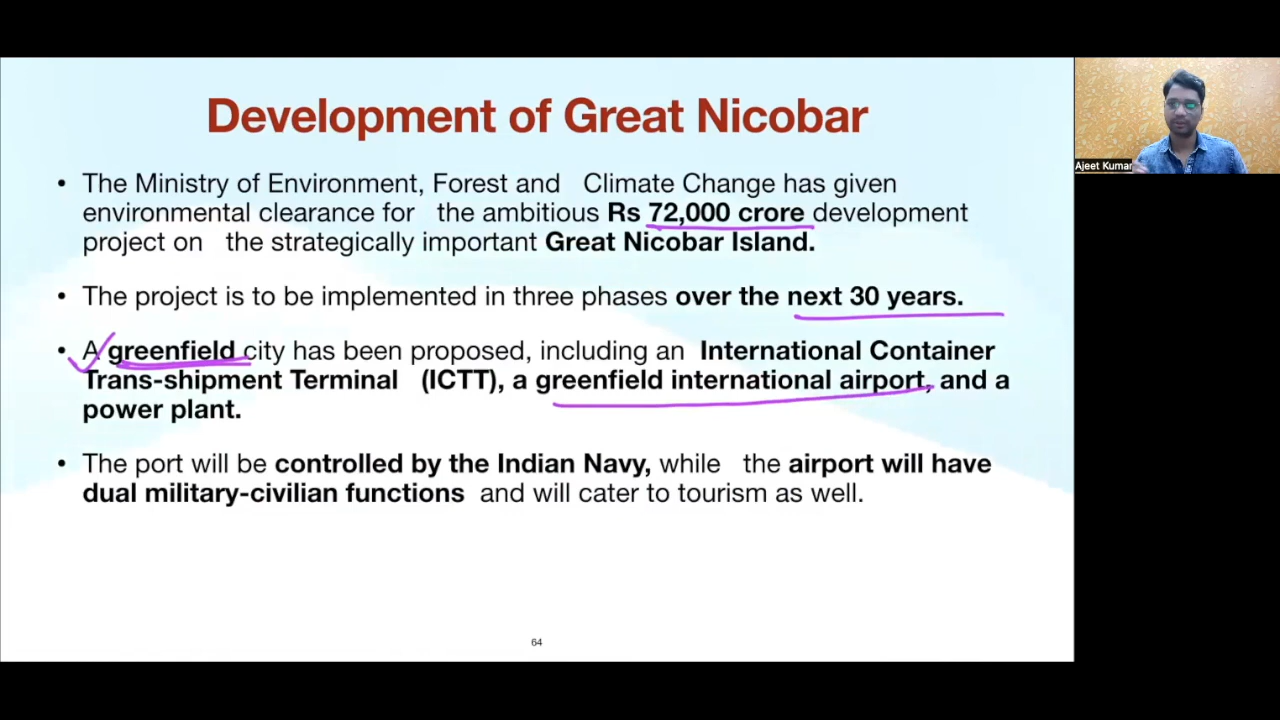 Development of Great Nicobar
• The Ministry of Environment, Forest and Climate Change has given
environmental clearance for the ambitious Rs 72,000 crore development
project on the strategically important Great Nicobar Island.
• The project is to be implemented in three phases over the next 30 years.
• A greenfield city has been proposed, including an International Container
Trans-shipment Terminal (ICTT), a greenfield international airport, and a
power plant.
• The port will be controlled by the Indian Navy, while the airport will have
dual military-civilian functions and will cater to tourism as well.
64
Ajeet Kumar